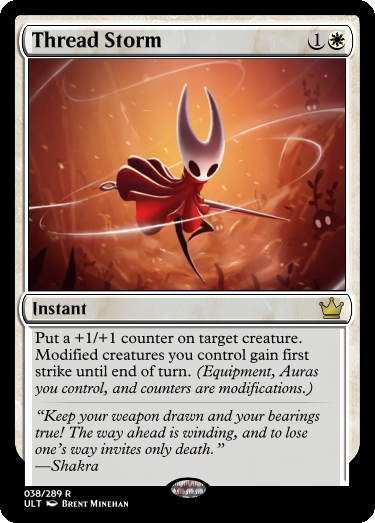 Thread Storm 1
Instant
Put a +1/+1 counter on target creature.
Modified creatures you control gain first
strike until end of turn. (Equipment, Auras
you control, and counters are modifications.)
“Keep your weapon drawn and your bearings
true! The way ahead is winding, and to lose
one’s way invites only death.”
—Shakra
038/289 R
ULT Brent Minehan